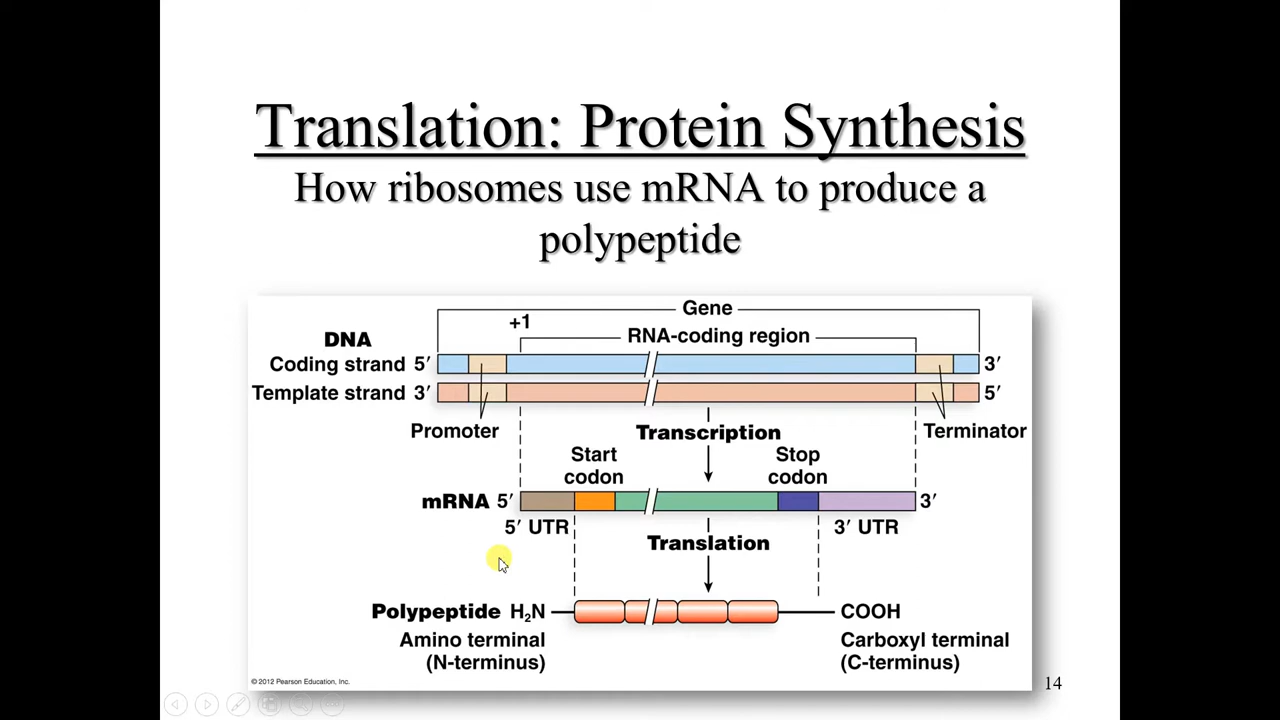 Translation: Protein Synthesis
How ribosomes use mRNA to produce a
polypeptide
Gene
+1
DNA
RNA-coding region
Coding strand 5′
3′
Template strand 3′
5′
Promoter
Transcription
Terminator
Start
codon
Stop
codon
mRNA 5′
3′
5′ UTR
3′ UTR
Translation
Polypeptide H₂N
COOH
Amino terminal
(N-terminus)
Carboxyl terminal
(C-terminus)
© 2012 Pearson Education, Inc.
14